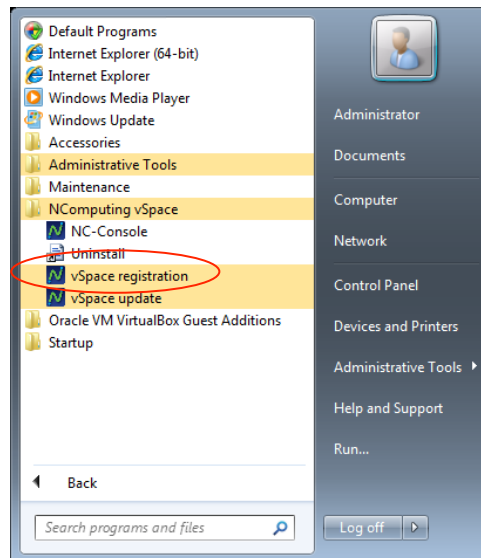 Default Programs
Internet Explorer (64-bit)
Internet Explorer
Windows Media Player
Windows Update
Accessories
Administrative Tools
Maintenance
NComputing vSpace
NC-Console
Uninstall
vSpace registration
vSpace update
Oracle VM VirtualBox Guest Additions
Startup
Back
Search programs and files
Administrator
Documents
Computer
Network
Control Panel
Devices and Printers
Administrative Tools
Help and Support
Run...
Log off